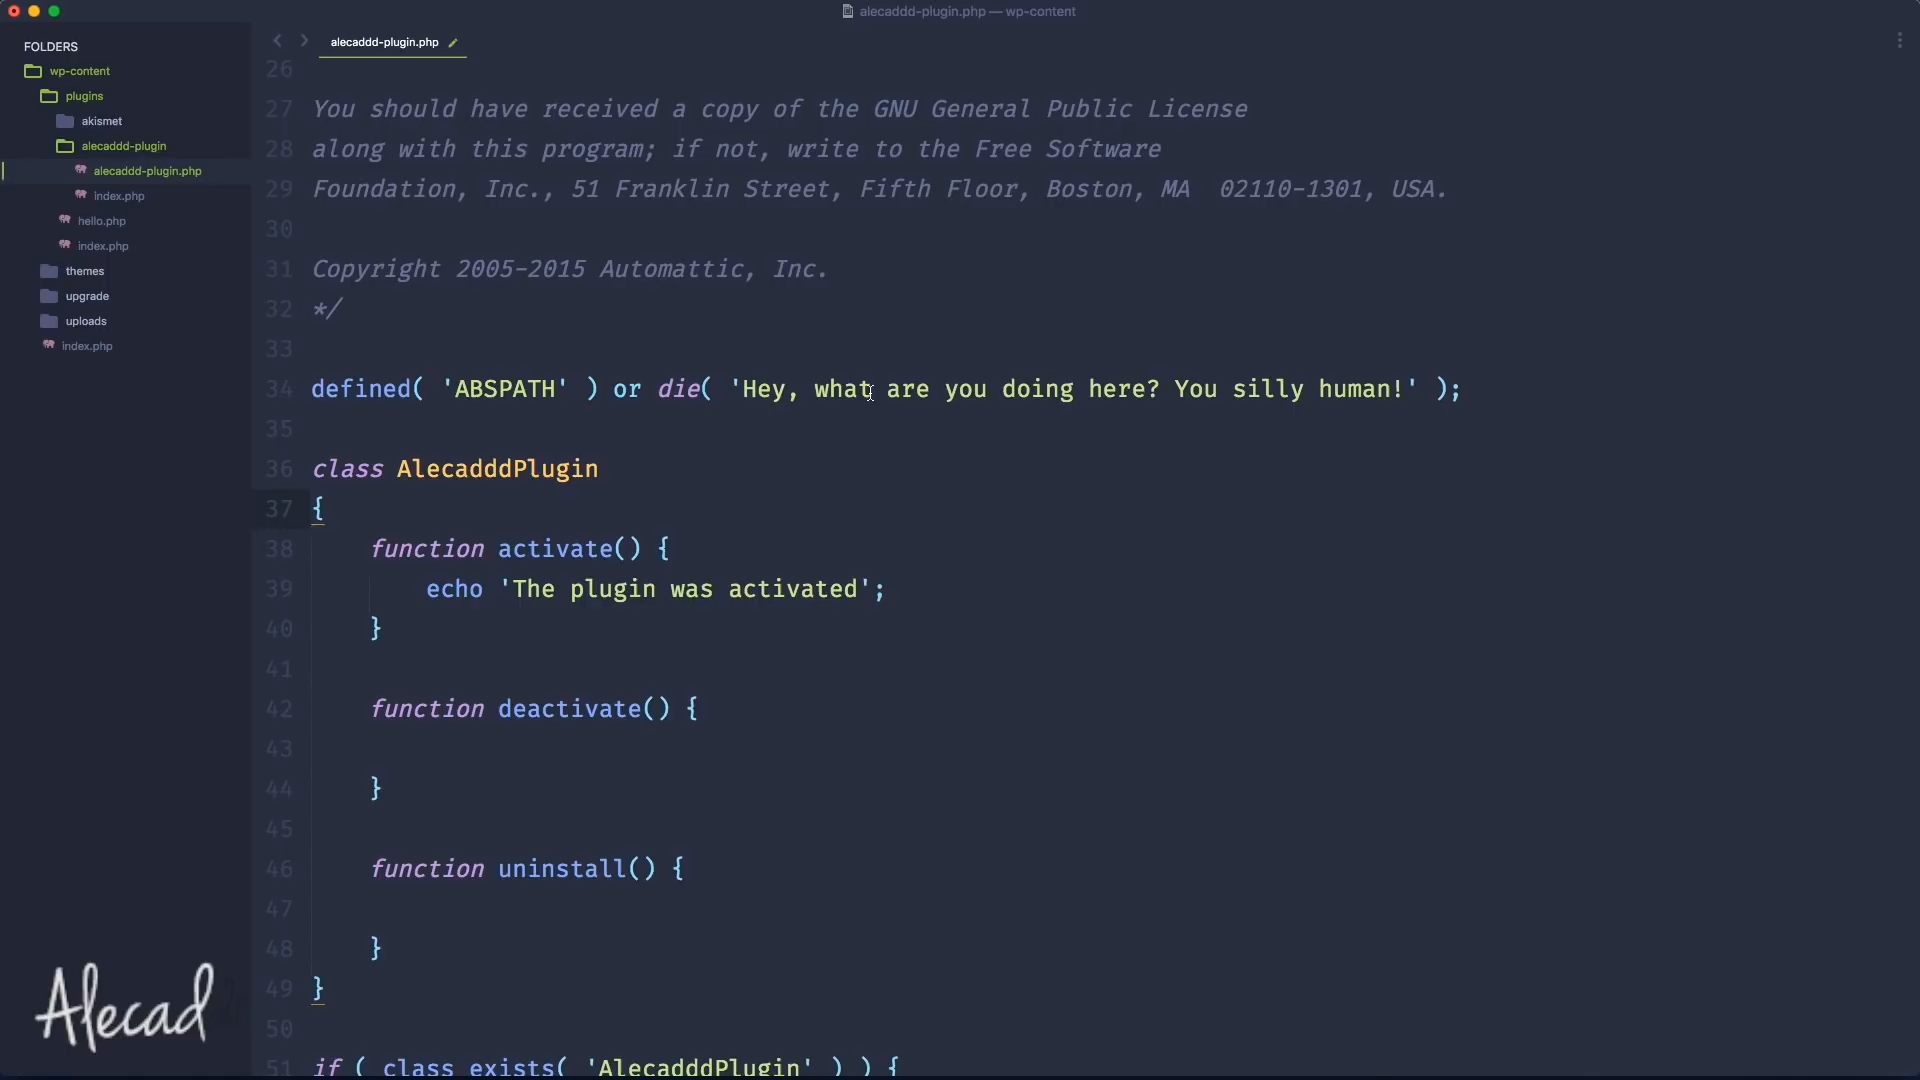 alecaddd-plugin.php — wp-content
FOLDERS
wp-content
plugins
akismet
alecaddd-plugin
alecaddd-plugin.php
index.php
hello.php
index.php
themes
upgrade
uploads
index.php
alecaddd-plugin.php
26
27 You should have received a copy of the GNU General Public License
28 along with this program; if not, write to the Free Software
29 Foundation, Inc., 51 Franklin Street, Fifth Floor, Boston, MA  02110-1301, USA.
30
31 Copyright 2005-2015 Automattic, Inc.
32 */
33
34 defined( 'ABSPATH' ) or die( 'Hey, what are you doing here? You silly human!' );
35
36 class AlecadddPlugin
37 {
38     function activate() {
39         echo 'The plugin was activated';
40     }
41
42     function deactivate() {
43
44     }
45
46     function uninstall() {
47
48     }
49 }
50
51 if ( class_exists( 'AlecadddPlugin' ) ) {
Alecad